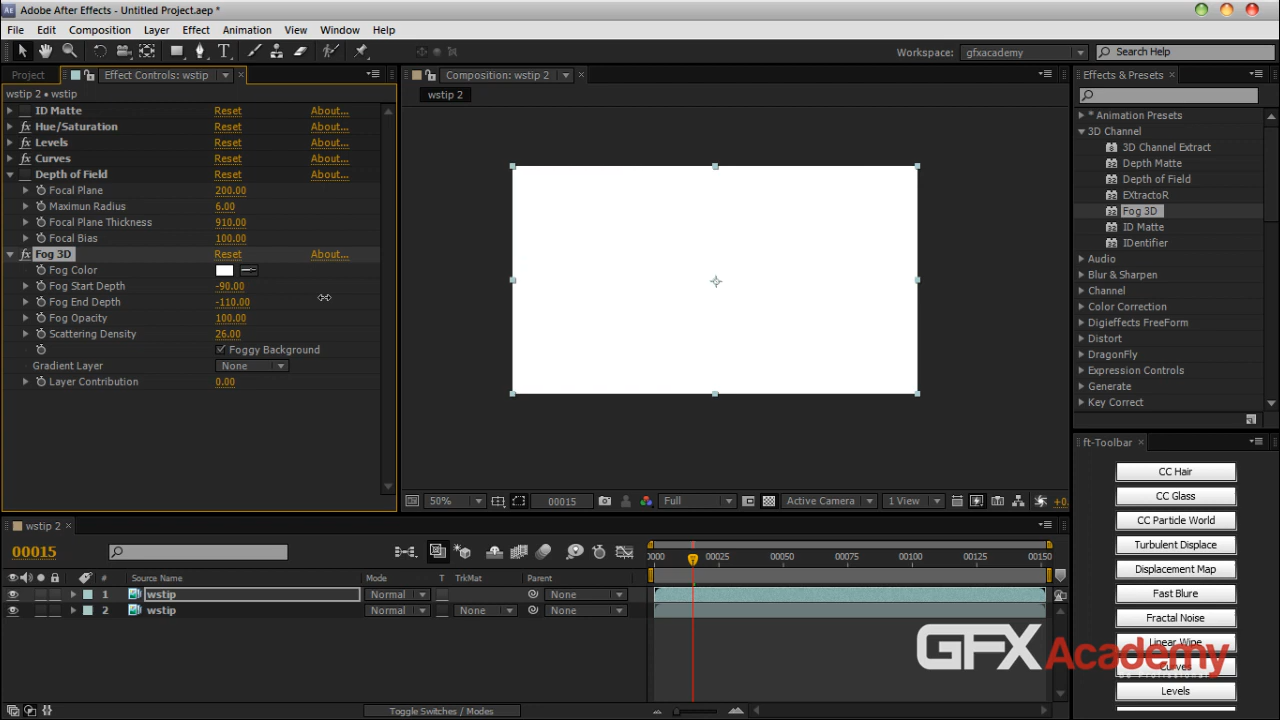 Adobe After Effects - Untitled Project.aep *
File Edit Composition Layer Effect Animation View Window Help
Workspace: gfxacademy Search Help
Project Effect Controls: wstip
wstip 2 • wstip
ID Matte Reset About...
Hue/Saturation Reset About...
Levels Reset About...
Curves Reset About...
Depth of Field Reset About...
Focal Plane 200.00
Maximun Radius 6.00
Focal Plane Thickness 910.00
Focal Bias 100.00
Fog 3D Reset About...
Fog Color
Fog Start Depth -90.00
Fog End Depth -110.00
Fog Opacity 100.00
Scattering Density 26.00
Foggy Background
Gradient Layer None
Layer Contribution 0.00
Composition: wstip 2
wstip 2
50% 00015 Full Active Camera 1 View +0.
Effects & Presets
* Animation Presets
3D Channel
3D Channel Extract
Depth Matte
Depth of Field
EXtractoR
Fog 3D
ID Matte
IDentifier
Audio
Blur & Sharpen
Channel
Color Correction
Digieffects FreeForm
Distort
DragonFly
Expression Controls
Generate
Key Correct
ft-Toolbar
CC Hair
CC Glass
CC Particle World
Turbulent Displace
Displacement Map
Fast Blure
Fractal Noise
Linear Wipe
Curves
Levels
wstip 2
00015
0000 00025 00050 00075 00100 00125 00150
# Source Name Mode T TrkMat Parent
1 wstip Normal None
2 wstip Normal None None
Toggle Switches / Modes
GFXAcademy